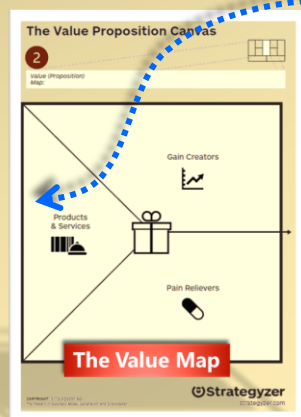 The Value Proposition Canvas
2
Value (Proposition)
Map:
Gain Creators
Products
& Services
Pain Relievers
The Value Map
Strategyzer
strategyzer.com